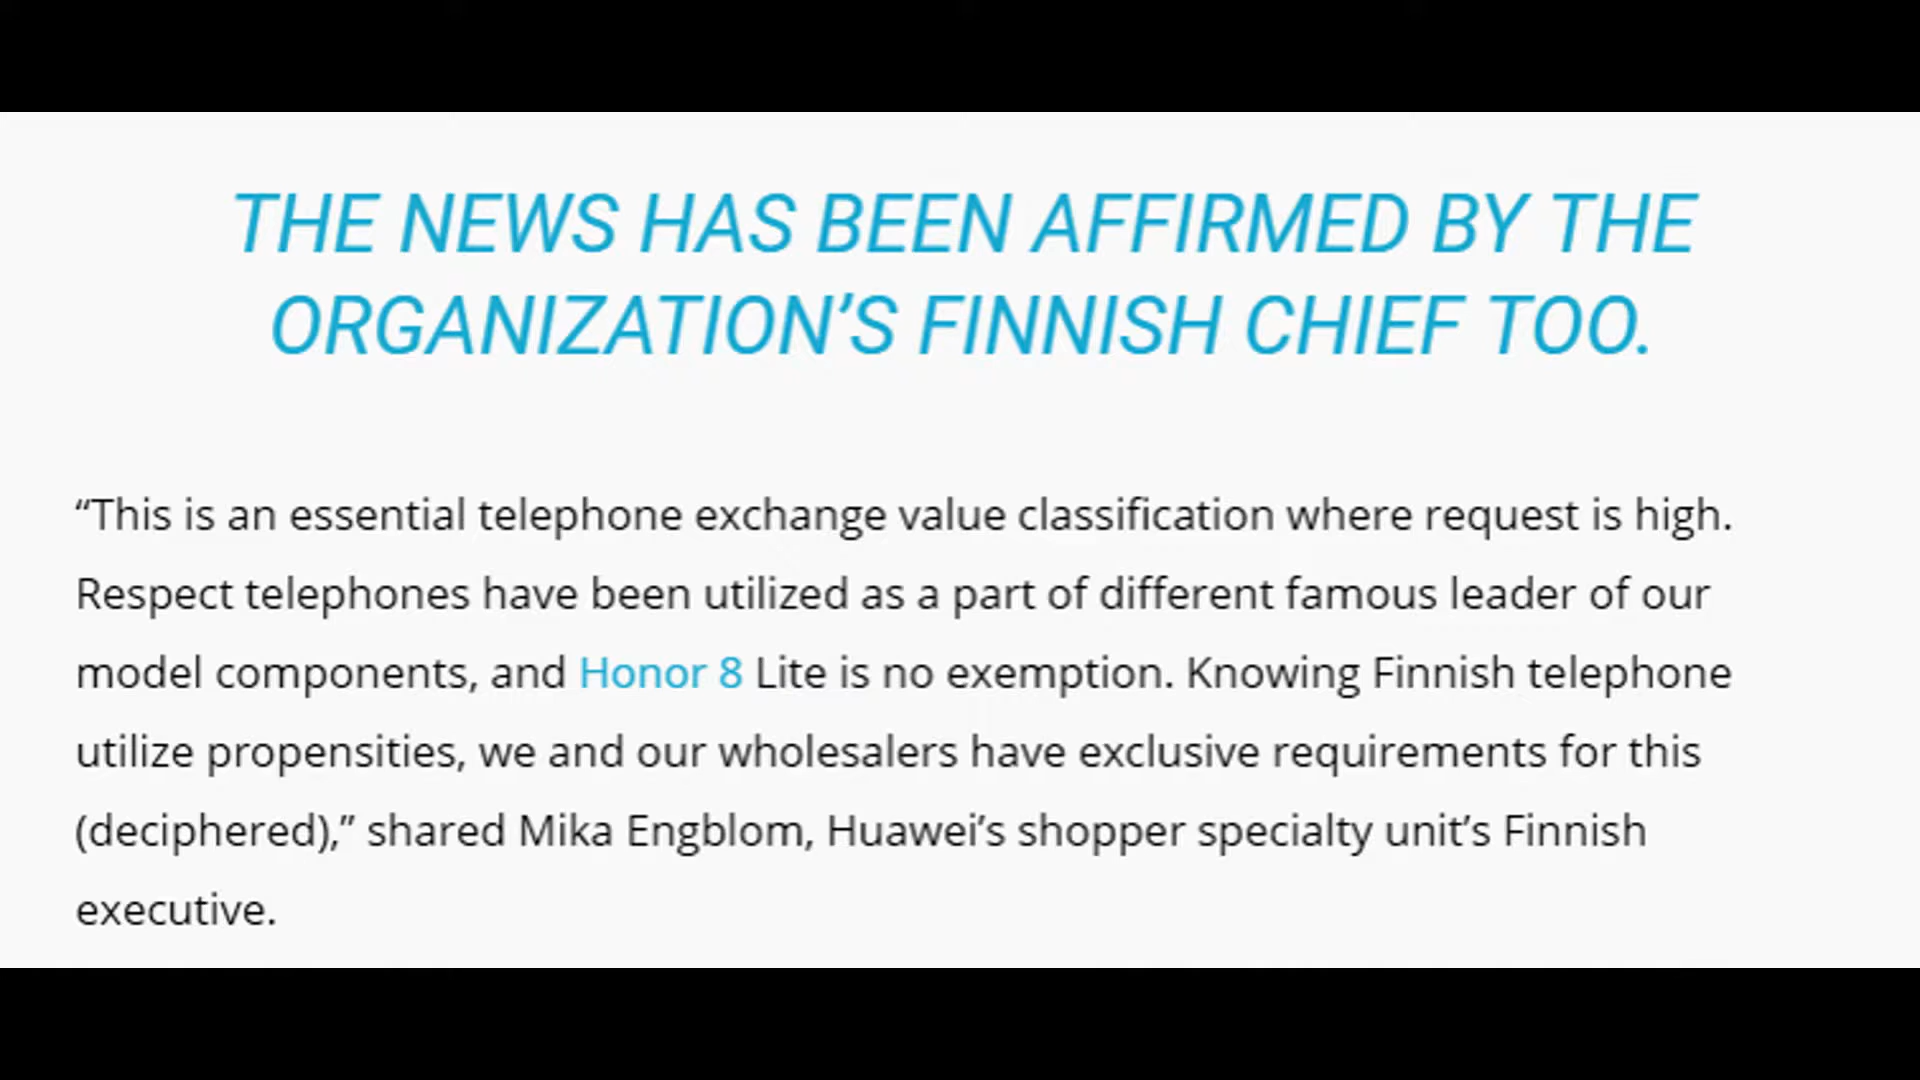 THE NEWS HAS BEEN AFFIRMED BY THE
ORGANIZATION’S FINNISH CHIEF TOO.
“This is an essential telephone exchange value classification where request is high.
Respect telephones have been utilized as a part of different famous leader of our
model components, and Honor 8 Lite is no exemption. Knowing Finnish telephone
utilize propensities, we and our wholesalers have exclusive requirements for this
(deciphered),” shared Mika Engblom, Huawei’s shopper specialty unit’s Finnish
executive.